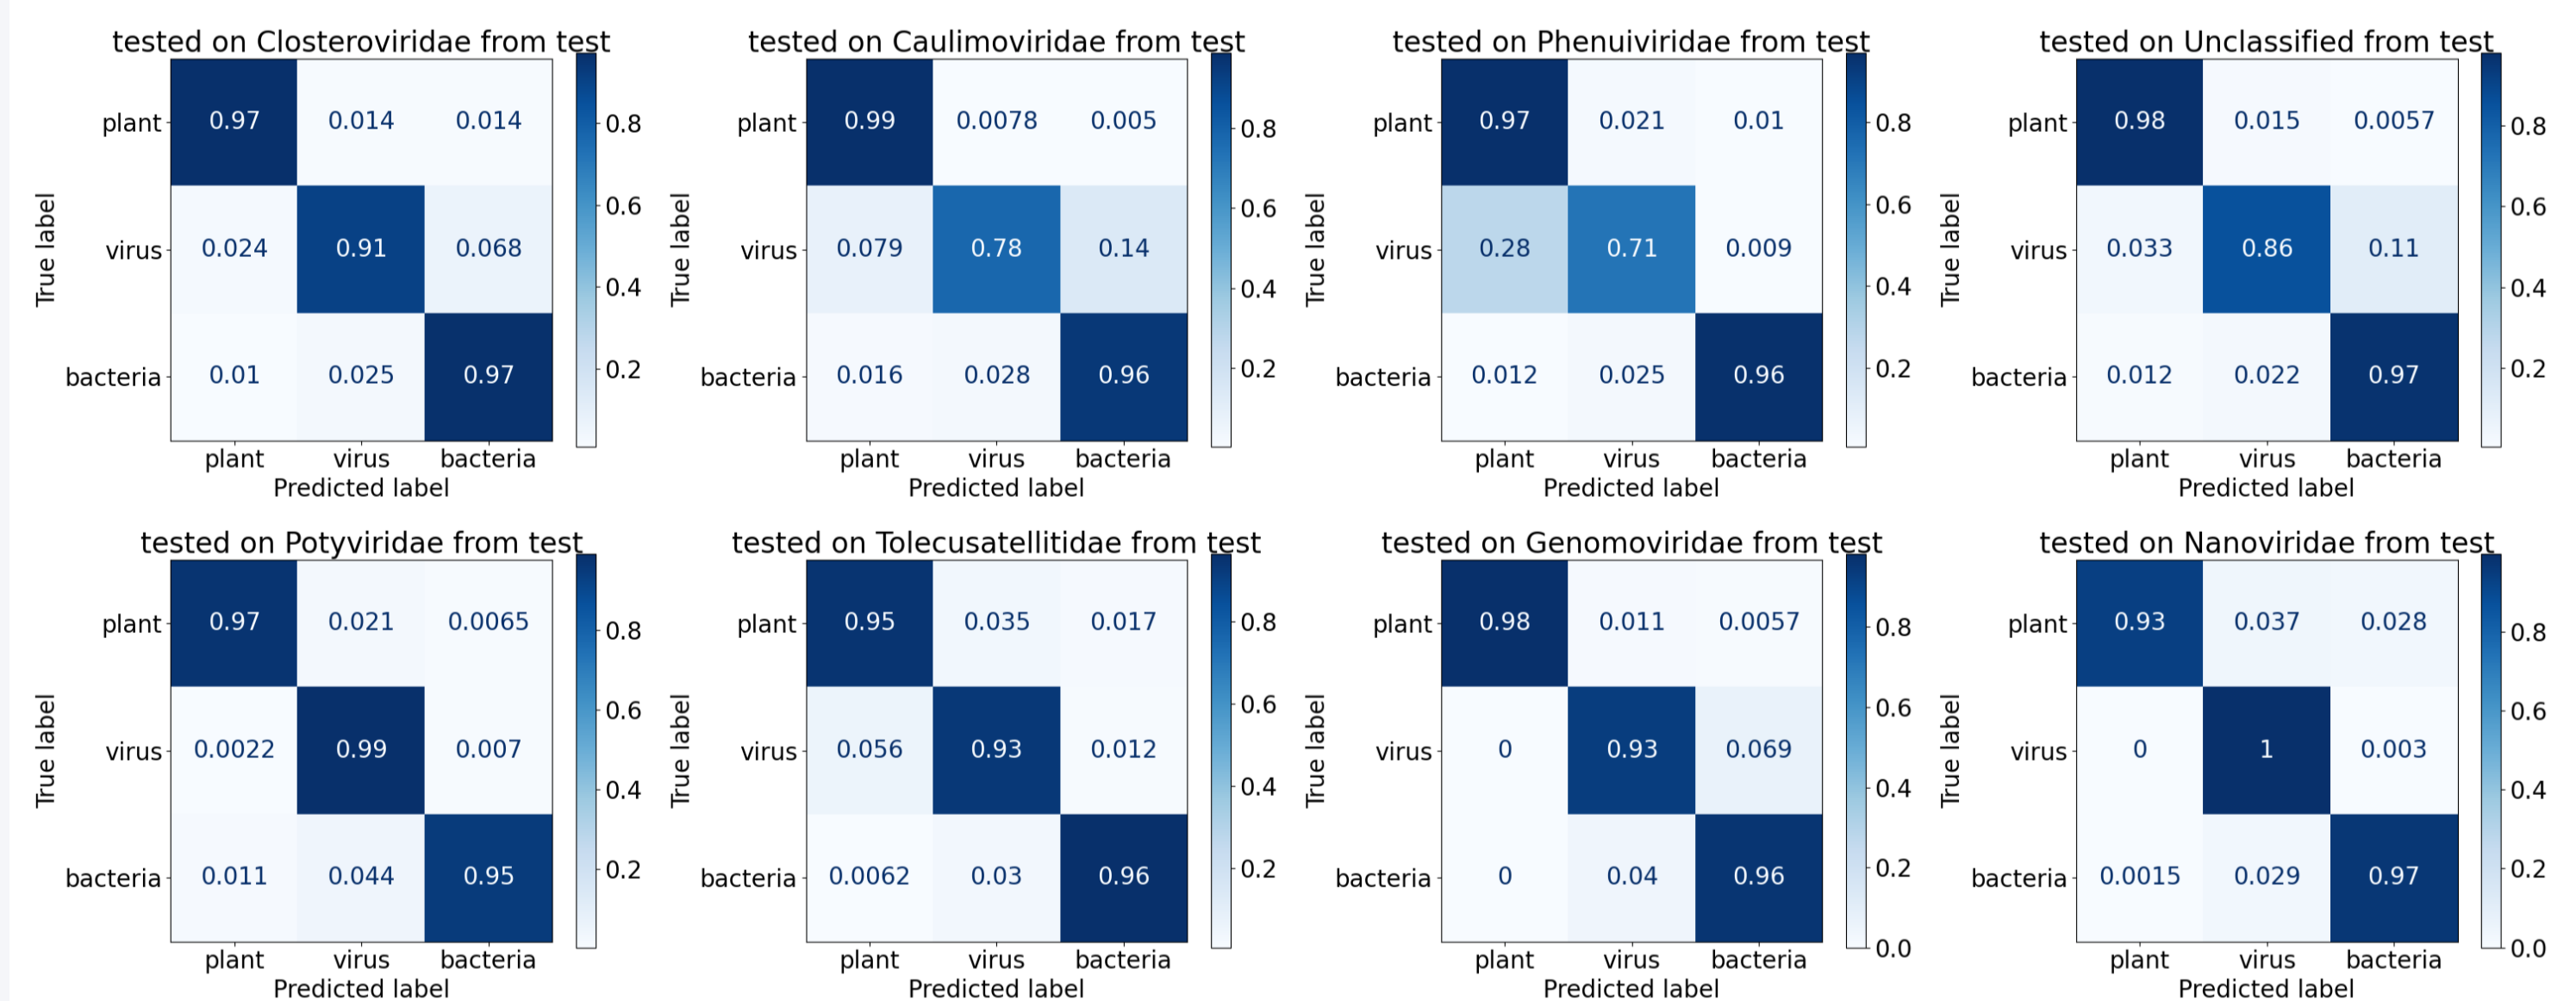 tested on Closteroviridae from test
True label
plant
virus
bacteria
0.97 0.014 0.014
0.024 0.91 0.068
0.01 0.025 0.97
plant virus bacteria
Predicted label
0.8
0.6
0.4
0.2
tested on Caulimoviridae from test
True label
plant
virus
bacteria
0.99 0.0078 0.005
0.079 0.78 0.14
0.016 0.028 0.96
plant virus bacteria
Predicted label
0.8
0.6
0.4
0.2
tested on Phenuiviridae from test
True label
plant
virus
bacteria
0.97 0.021 0.01
0.28 0.71 0.009
0.012 0.025 0.96
plant virus bacteria
Predicted label
0.8
0.6
0.4
0.2
tested on Unclassified from test
True label
plant
virus
bacteria
0.98 0.015 0.0057
0.033 0.86 0.11
0.012 0.022 0.97
plant virus bacteria
Predicted label
0.8
0.6
0.4
0.2
tested on Potyviridae from test
True label
plant
virus
bacteria
0.97 0.021 0.0065
0.0022 0.99 0.007
0.011 0.044 0.95
plant virus bacteria
Predicted label
0.8
0.6
0.4
0.2
tested on Tolecusatellitidae from test
True label
plant
virus
bacteria
0.95 0.035 0.017
0.056 0.93 0.012
0.0062 0.03 0.96
plant virus bacteria
Predicted label
0.8
0.6
0.4
0.2
tested on Genomoviridae from test
True label
plant
virus
bacteria
0.98 0.011 0.0057
0 0.93 0.069
0 0.04 0.96
plant virus bacteria
Predicted label
0.8
0.6
0.4
0.2
0.0
tested on Nanoviridae from test
True label
plant
virus
bacteria
0.93 0.037 0.028
0 1 0.003
0.0015 0.029 0.97
plant virus bacteria
Predicted label
0.8
0.6
0.4
0.2
0.0